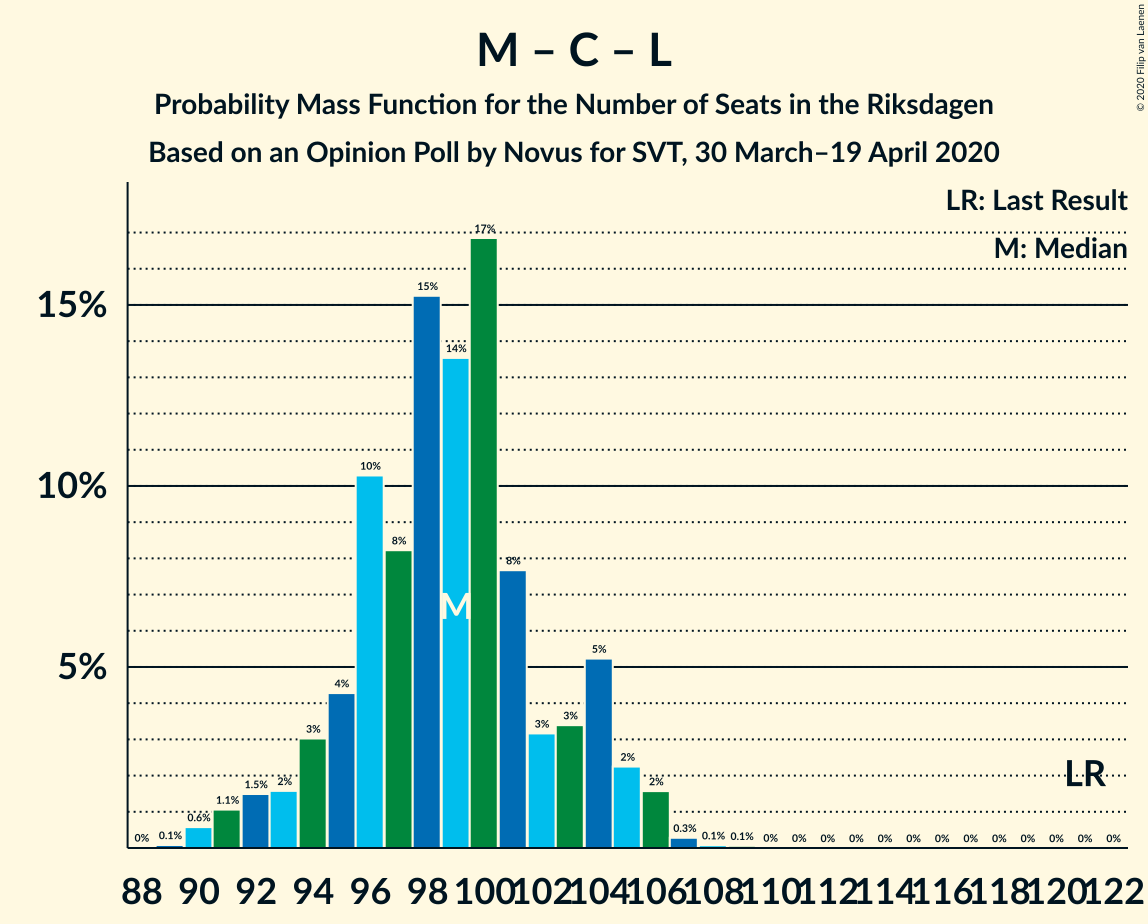 © 2020 Filip van Laenen
M – C – L
Probability Mass Function for the Number of Seats in the Riksdagen
Based on an Opinion Poll by Novus for SVT, 30 March–19 April 2020
LR: Last Result
M: Median
15%
10%
5%
0% 0.1% 0.6% 1.1% 1.5% 2% 3% 4% 10% 8% 15% 14% 17% 8% 3% 3% 5% 2% 2% 0.3% 0.1% 0.1% 0% 0% 0% 0% 0% 0% 0% 0% 0% 0% 0% 0% 0%
M
LR
88 90 92 94 96 98 100 102 104 106 108 110 112 114 116 118 120 122